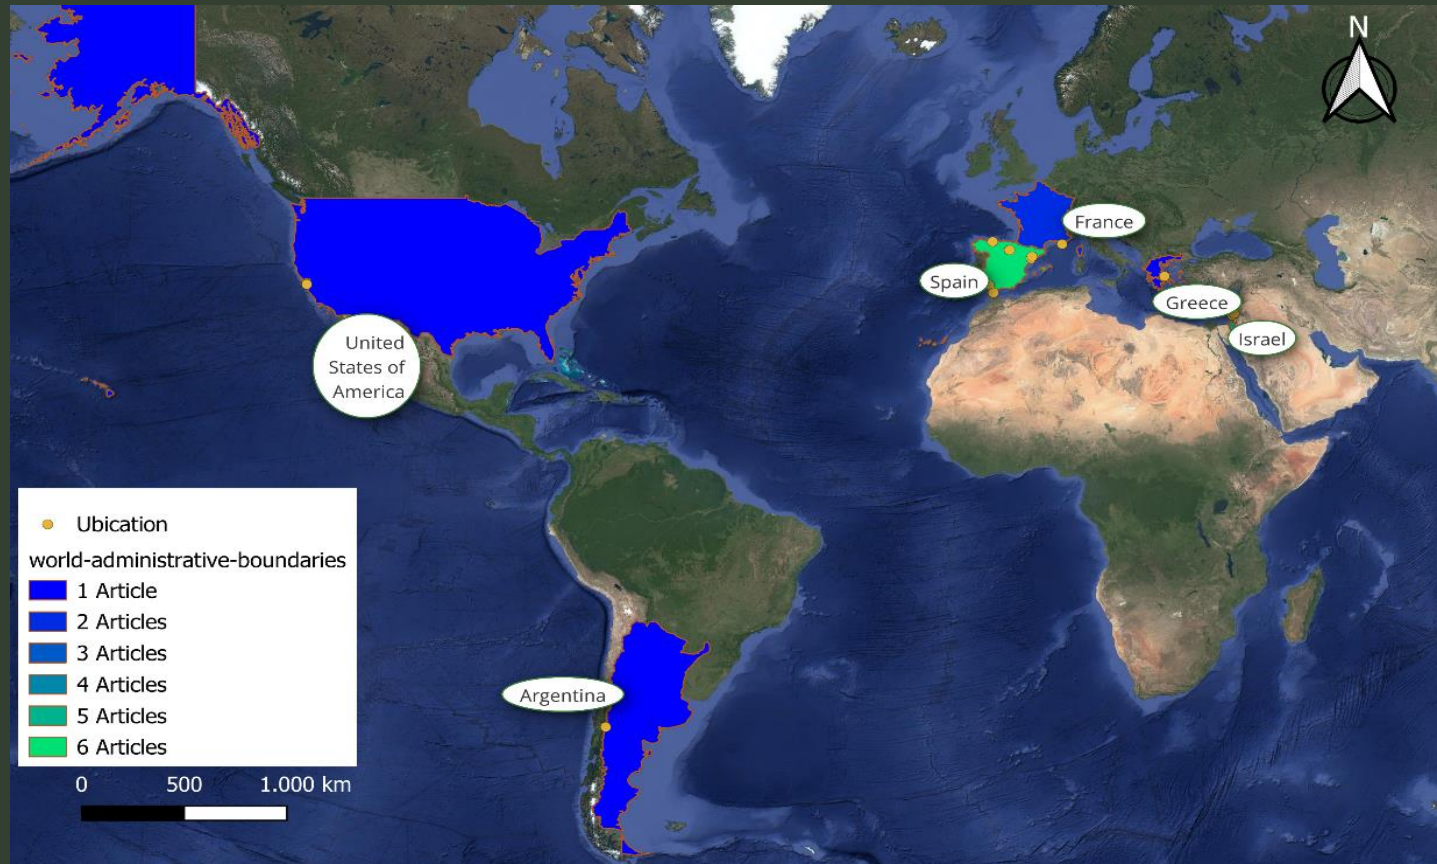 N
France
Spain
Greece
Israel
United
States of
America
Argentina
Ubication
world-administrative-boundaries
1 Article
2 Articles
3 Articles
4 Articles
5 Articles
6 Articles
0 500 1.000 km